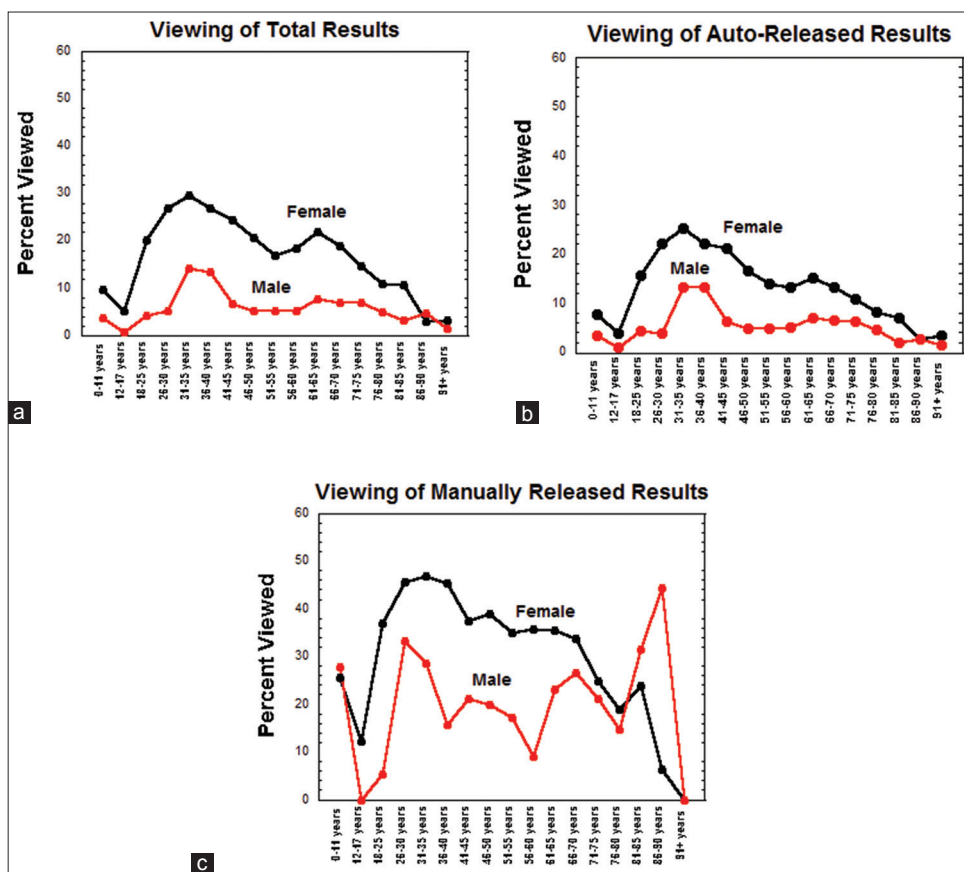 Viewing of Total Results
Percent Viewed
60
50
40
30
20
10
0
Female
Male
0-11 years
12-17 years
18-25 years
26-30 years
31-35 years
36-40 years
41-45 years
46-50 years
51-55 years
56-60 years
61-65 years
66-70 years
71-75 years
76-80 years
81-85 years
86-90 years
91+ years
a
Viewing of Auto-Released Results
Percent Viewed
60
50
40
30
20
10
0
Female
Male
0-11 years
12-17 years
18-25 years
26-30 years
31-35 years
36-40 years
41-45 years
46-50 years
51-55 years
56-60 years
61-65 years
66-70 years
71-75 years
76-80 years
81-85 years
86-90 years
91+ years
b
Viewing of Manually Released Results
Percent Viewed
60
50
40
30
20
10
0
Female
Male
0-11 years
12-17 years
18-25 years
26-30 years
31-35 years
36-40 years
41-45 years
46-50 years
51-55 years
56-60 years
61-65 years
66-70 years
71-75 years
76-80 years
81-85 years
86-90 years
91+ years
c